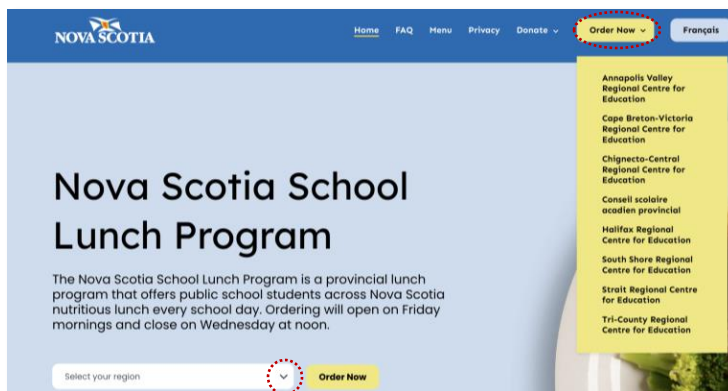 NOVA SCOTIA
Home FAQ Menu Privacy Donate Order Now Français
Annapolis Valley
Regional Centre for
Education
Cape Breton-Victoria
Regional Centre for
Education
Chignecto-Central
Regional Centre for
Education
Conseil scolaire
acadien provincial
Halifax Regional
Centre for Education
South Shore Regional
Centre for Education
Strait Regional Centre
for Education
Tri-County Regional
Centre for Education
Nova Scotia School
Lunch Program
The Nova Scotia School Lunch Program is a provincial lunch
program that offers public school students across Nova Scotia
nutritious lunch every school day. Ordering will open on Friday
mornings and close on Wednesday at noon.
Select your region Order Now